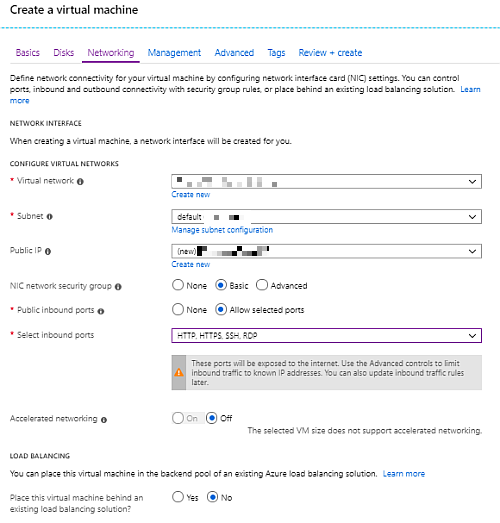 Create a virtual machine
Basics Disks Networking Management Advanced Tags Review + create
Define network connectivity for your virtual machine by configuring network interface card (NIC) settings. You can control
ports, inbound and outbound connectivity with security group rules, or place behind an existing load balancing solution. Learn
more
NETWORK INTERFACE
When creating a virtual machine, a network interface will be created for you.
CONFIGURE VIRTUAL NETWORKS
* Virtual network
Create new
* Subnet default
Manage subnet configuration
Public IP (new)
Create new
NIC network security group None Basic Advanced
* Public inbound ports None Allow selected ports
* Select inbound ports HTTP, HTTPS, SSH, RDP
These ports will be exposed to the internet. Use the Advanced controls to limit
inbound traffic to known IP addresses. You can also update inbound traffic rules
later.
Accelerated networking On Off
The selected VM size does not support accelerated networking.
LOAD BALANCING
You can place this virtual machine in the backend pool of an existing Azure load balancing solution. Learn more
Place this virtual machine behind an Yes No
existing load balancing solution?